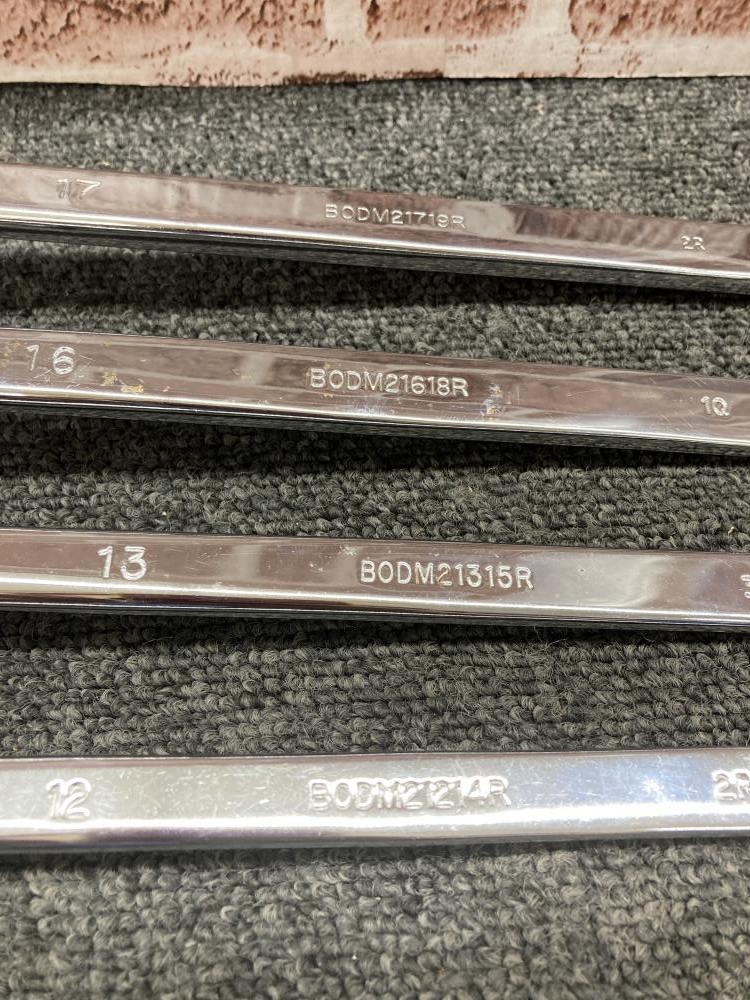 17 BODM21719R 2R
16 BODM21618R 1Q
13 BODM21315R
12 BODM21214R 2R